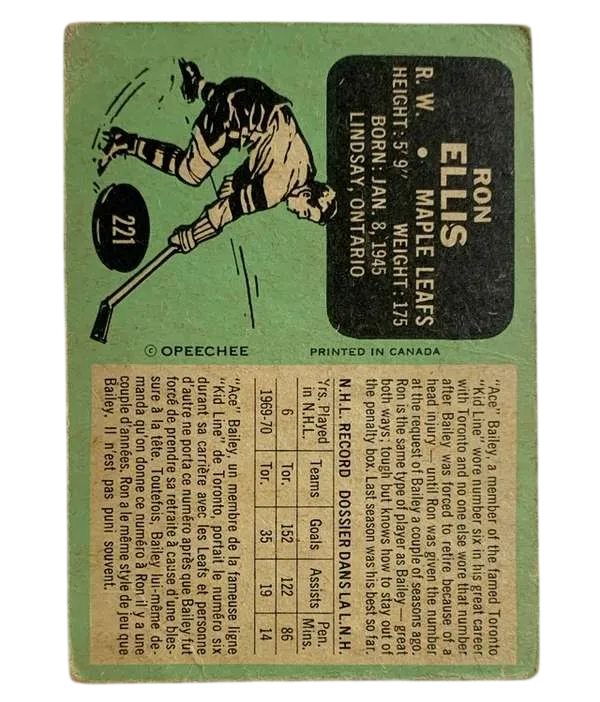 RON
ELLIS
R. W. • MAPLE LEAFS
HEIGHT: 5' 9" WEIGHT: 175
BORN: JAN. 8, 1945
LINDSAY, ONTARIO
221
© OPEECHEE PRINTED IN CANADA
"Ace" Bailey, a member of the famed Toronto
"Kid Line" wore number six in his great career
with Toronto and no one else wore that number
after Bailey was forced to retire because of a
head injury — until Ron was given the number
at the request of Bailey a couple of seasons ago.
Ron is the same type of player as Bailey — great
both ways; tough but knows how to stay out of
the penalty box. Last season was his best so far.
N.H.L. RECORD DOSSIER DANS LA L.N.H.
Yrs. Played in N.H.L. Teams Goals Assists Pen. Mins.
6 Tor. 152 122 86
1969-70 Tor. 35 19 14
"Ace" Bailey, un membre de la fameuse ligne
"Kid Line" de Toronto, portait le numéro six
durant sa carrière avec les Leafs et personne
d'autre ne porta ce numéro après que Bailey fut
forcé de prendre sa retraite à cause d'une bles-
sure à la tête. Toutefois, Bailey lui-même de-
manda qu'on donne ce numéro à Ron il y a une
couple d'années. Ron a le même style de jeu que
Bailey. Il n'est pas puni souvent.